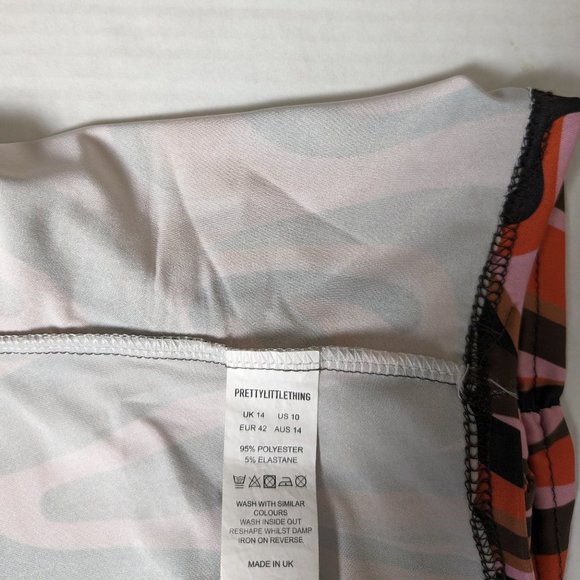 PRETTYLITTLETHING
UK 14 US 10
EUR 42 AUS 14
95% POLYESTER
5% ELASTANE
WASH WITH SIMILAR
COLOURS
WASH INSIDE OUT
RESHAPE WHILST DAMP
IRON ON REVERSE
MADE IN UK